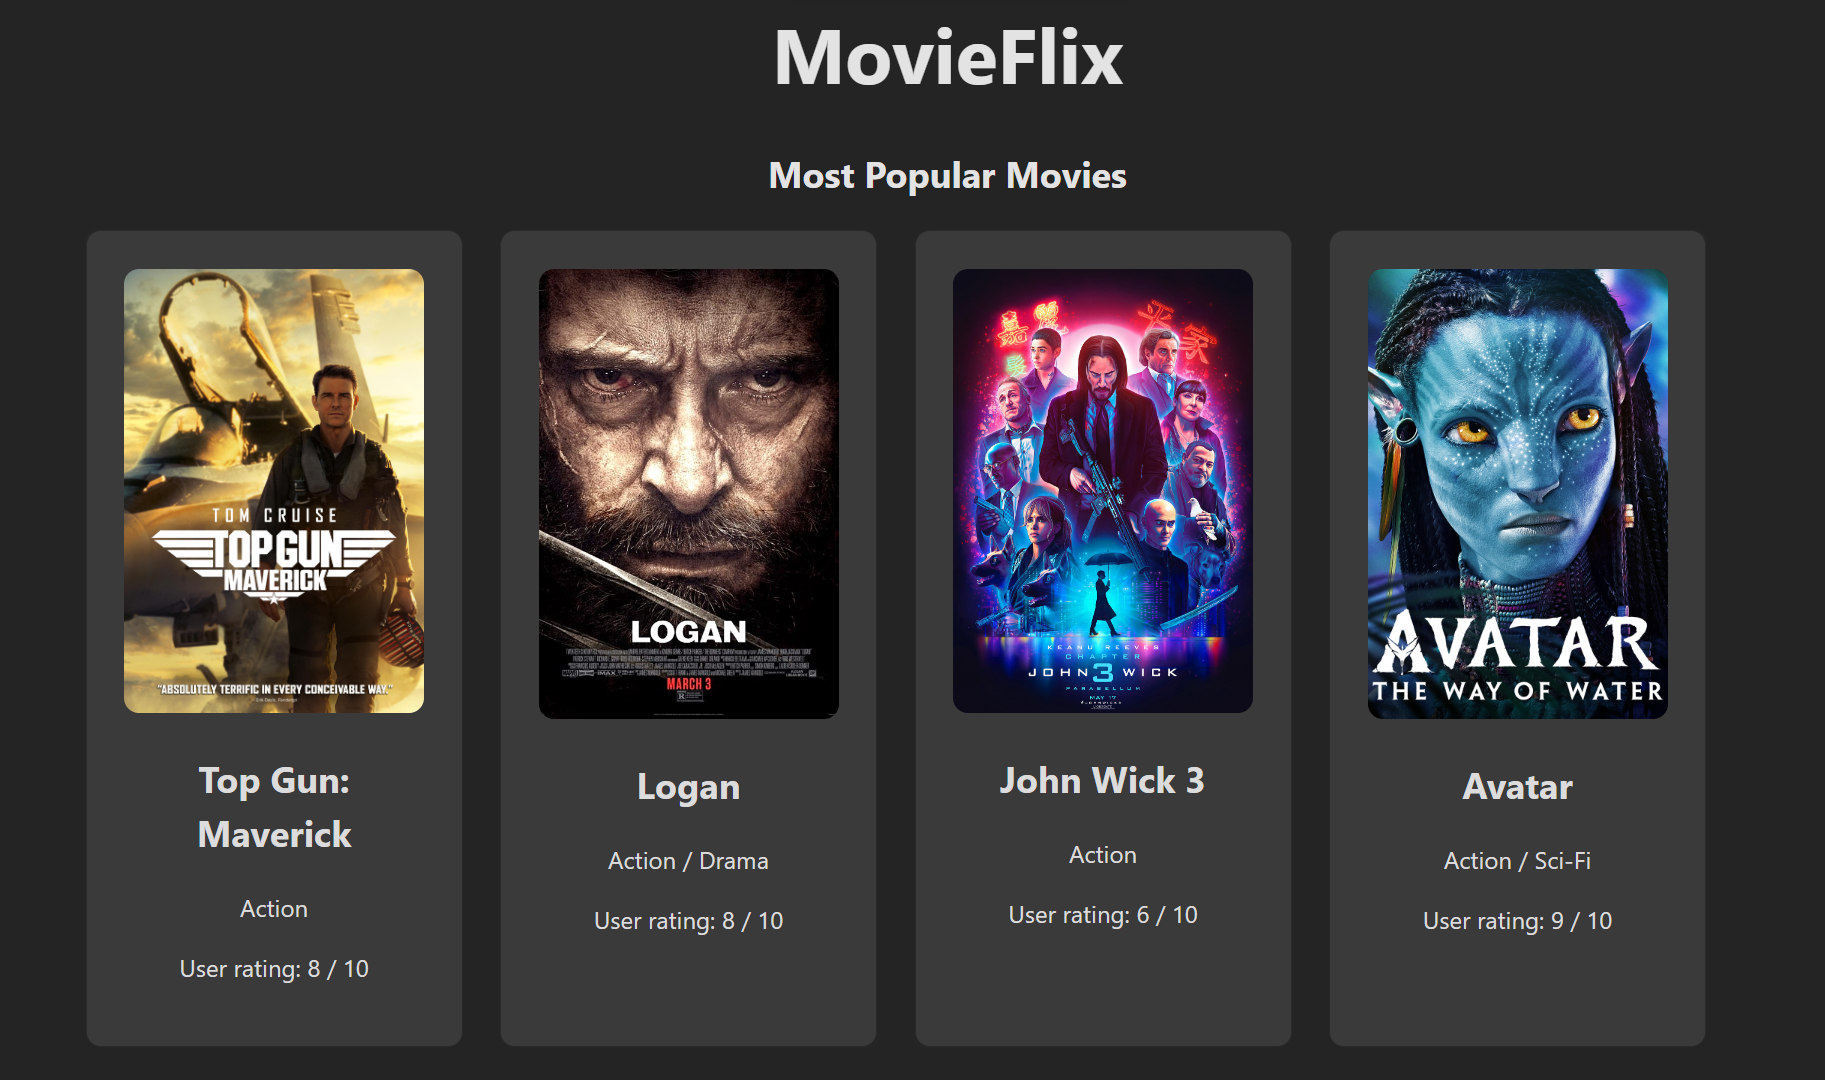 MovieFlix
Most Popular Movies
TOM CRUISE
TOP GUN
MAVERICK
"ABSOLUTELY TERRIFIC IN EVERY CONCEIVABLE WAY."
Top Gun:
Maverick
Action
User rating: 8 / 10
LOGAN
MARCH 3
R
Logan
Action / Drama
User rating: 8 / 10
KEANU REEVES
CHAPTER
JOHN 3 WICK
PARABELLUM
MAY 17
John Wick 3
Action
User rating: 6 / 10
AVATAR
THE WAY OF WATER
Avatar
Action / Sci-Fi
User rating: 9 / 10